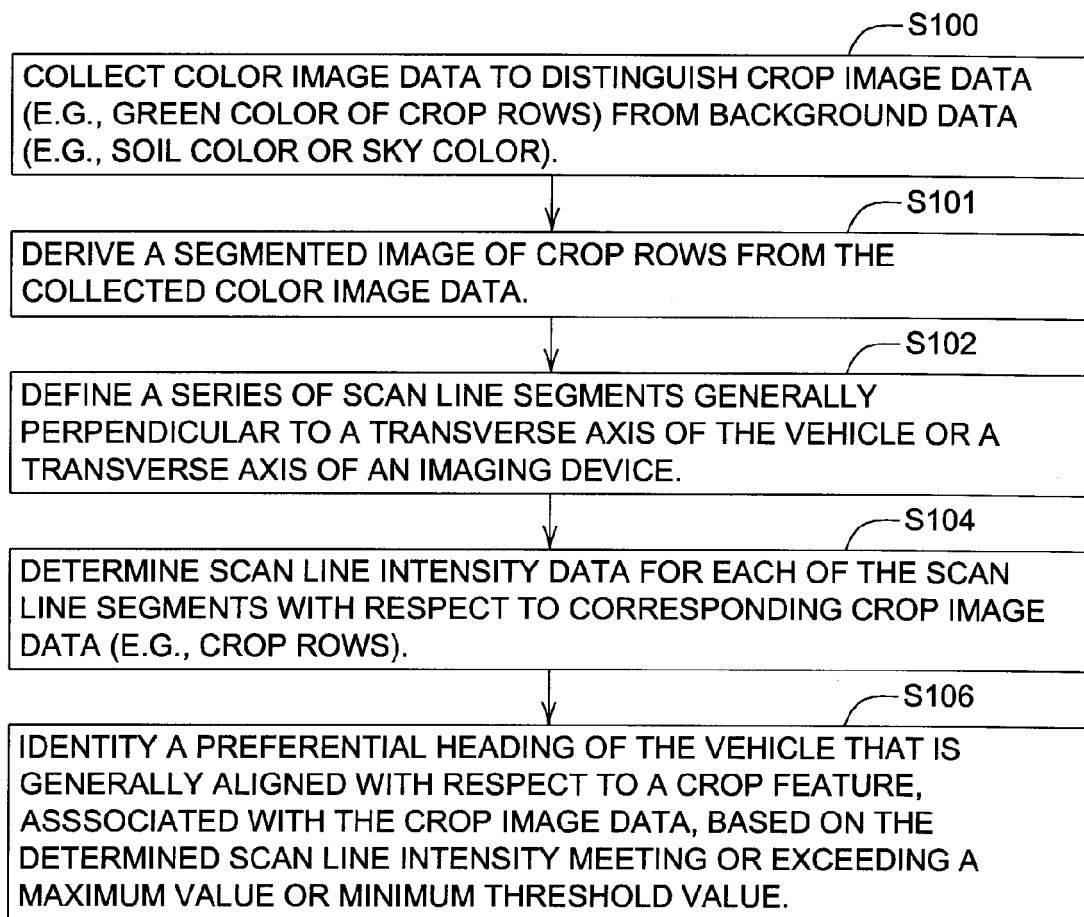 S100
COLLECT COLOR IMAGE DATA TO DISTINGUISH CROP IMAGE DATA
(E.G., GREEN COLOR OF CROP ROWS) FROM BACKGROUND DATA
(E.G., SOIL COLOR OR SKY COLOR).
S101
DERIVE A SEGMENTED IMAGE OF CROP ROWS FROM THE
COLLECTED COLOR IMAGE DATA.
S102
DEFINE A SERIES OF SCAN LINE SEGMENTS GENERALLY
PERPENDICULAR TO A TRANSVERSE AXIS OF THE VEHICLE OR A
TRANSVERSE AXIS OF AN IMAGING DEVICE.
S104
DETERMINE SCAN LINE INTENSITY DATA FOR EACH OF THE SCAN
LINE SEGMENTS WITH RESPECT TO CORRESPONDING CROP IMAGE
DATA (E.G., CROP ROWS).
S106
IDENTITY A PREFERENTIAL HEADING OF THE VEHICLE THAT IS
GENERALLY ALIGNED WITH RESPECT TO A CROP FEATURE,
ASSSOCIATED WITH THE CROP IMAGE DATA, BASED ON THE
DETERMINED SCAN LINE INTENSITY MEETING OR EXCEEDING A
MAXIMUM VALUE OR MINIMUM THRESHOLD VALUE.